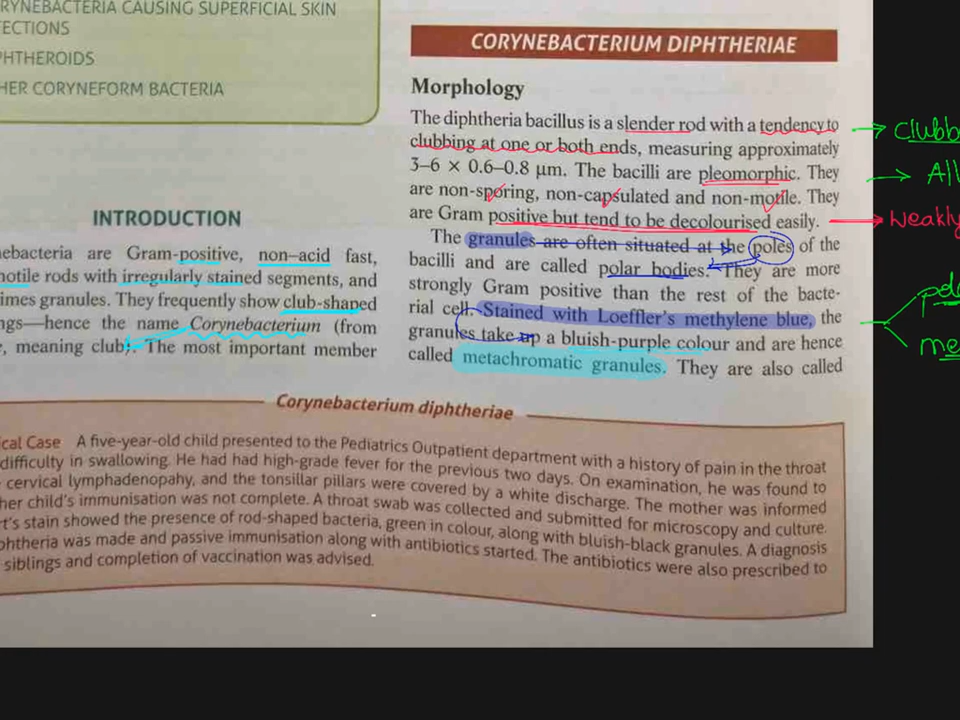 RYNEBACTERIA CAUSING SUPERFICIAL SKIN
ECTIONS
PHTHEROIDS
HER CORYNEFORM BACTERIA
INTRODUCTION
nebacteria are Gram-positive, non-acid fast,
motile rods with irregularly stained segments, and
times granules. They frequently show club-shaped
ngs—hence the name Corynebacterium (from
, meaning club). The most important member
CORYNEBACTERIUM DIPHTHERIAE
Morphology
The diphtheria bacillus is a slender rod with a tendency to
clubbing at one or both ends, measuring approximately
3–6 × 0.6–0.8 µm. The bacilli are pleomorphic. They
are non-sporing, non-capsulated and non-motile. They
are Gram positive but tend to be decolourised easily.
The granules are often situated at the poles of the
bacilli and are called polar bodies. They are more
strongly Gram positive than the rest of the bacte-
rial cell. Stained with Loeffler's methylene blue, the
granules take up a bluish-purple colour and are hence
called metachromatic granules. They are also called
clubb
All
Weakly
pola
me
Corynebacterium diphtheriae
ical Case A five-year-old child presented to the Pediatrics Outpatient department with a history of pain in the throat
difficulty in swallowing. He had had high-grade fever for the previous two days. On examination, he was found to
cervical lymphadenopahy, and the tonsillar pillars were covered by a white discharge. The mother was informed
her child's immunisation was not complete. A throat swab was collected and submitted for microscopy and culture.
rt's stain showed the presence of rod-shaped bacteria, green in colour, along with bluish-black granules. A diagnosis
phtheria was made and passive immunisation along with antibiotics started. The antibiotics were also prescribed to
siblings and completion of vaccination was advised.